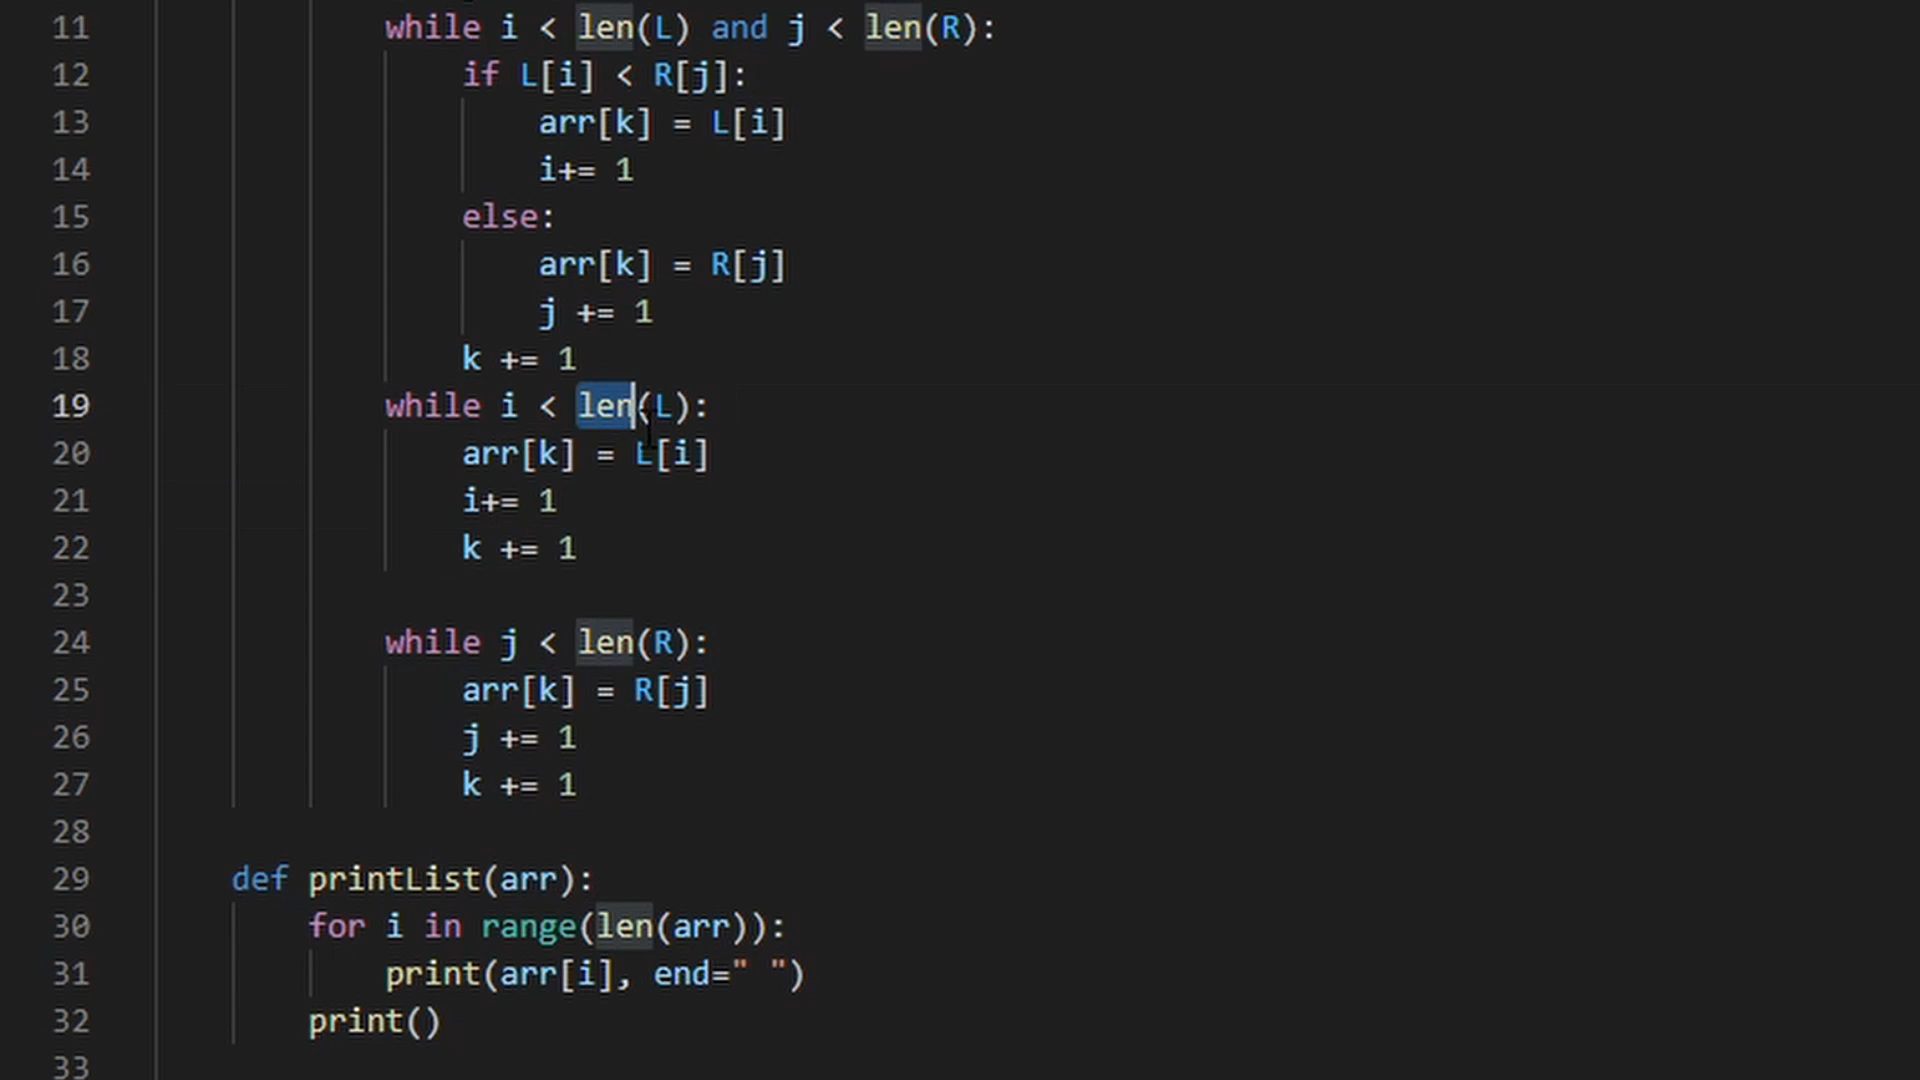 11 while i < len(L) and j < len(R):
12 if L[i] < R[j]:
13 arr[k] = L[i]
14 i+= 1
15 else:
16 arr[k] = R[j]
17 j += 1
18 k += 1
19 while i < len(L):
20 arr[k] = L[i]
21 i+= 1
22 k += 1
23
24 while j < len(R):
25 arr[k] = R[j]
26 j += 1
27 k += 1
28
29 def printList(arr):
30 for i in range(len(arr)):
31 print(arr[i], end=" ")
32 print()
33